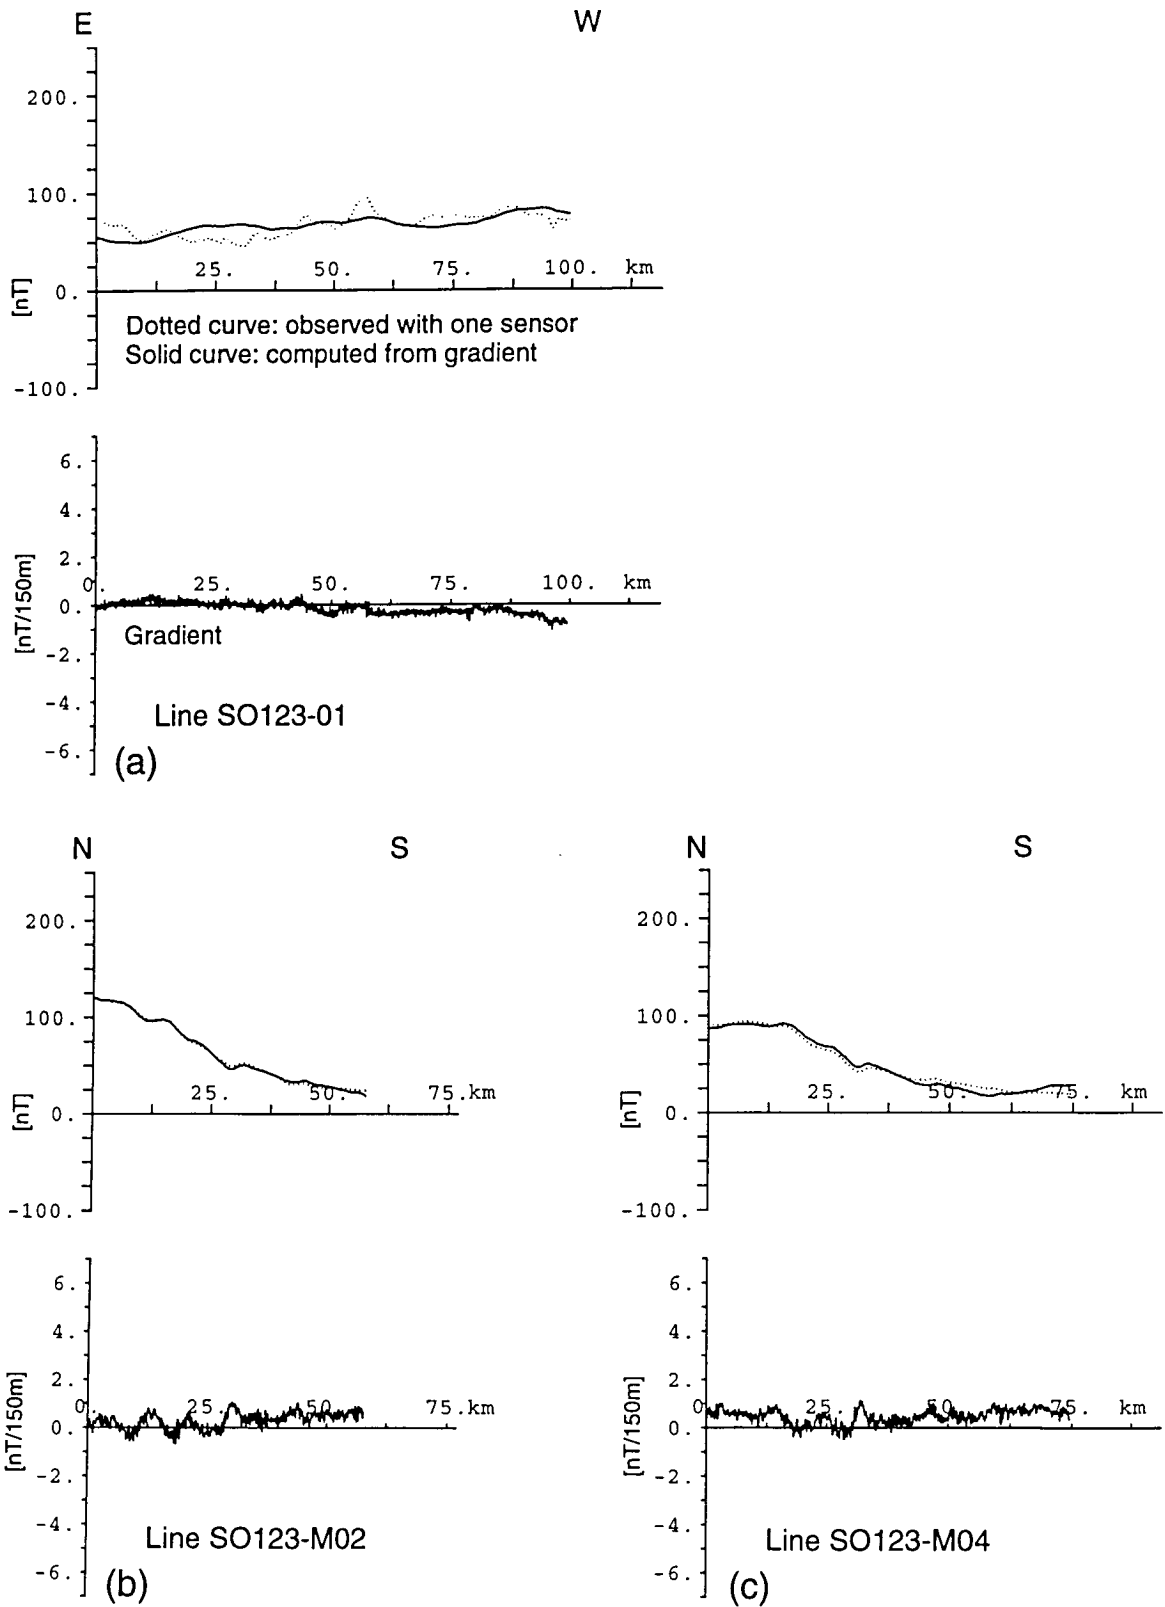 E W
200.
100.
25. 50. 75. 100. km
0.
[nT]
Dotted curve: observed with one sensor
Solid curve: computed from gradient
-100.
6.
4.
2.
0. 25. 50. 75. 100. km
0.
[nT/150m]
Gradient
-2.
-4.
Line SO123-01
-6.
(a)
N S
200.
100.
25. 50. 75. km
0.
[nT]
-100.
6.
4.
2.
0. 25. 50. 75. km
0.
[nT/150m]
-2.
-4.
Line SO123-M02
-6.
(b)
N S
200.
100.
25. 50. 75. km
0.
[nT]
-100.
6.
4.
2.
0. 25. 50. 75. km
0.
[nT/150m]
-2.
-4.
Line SO123-M04
-6.
(c)